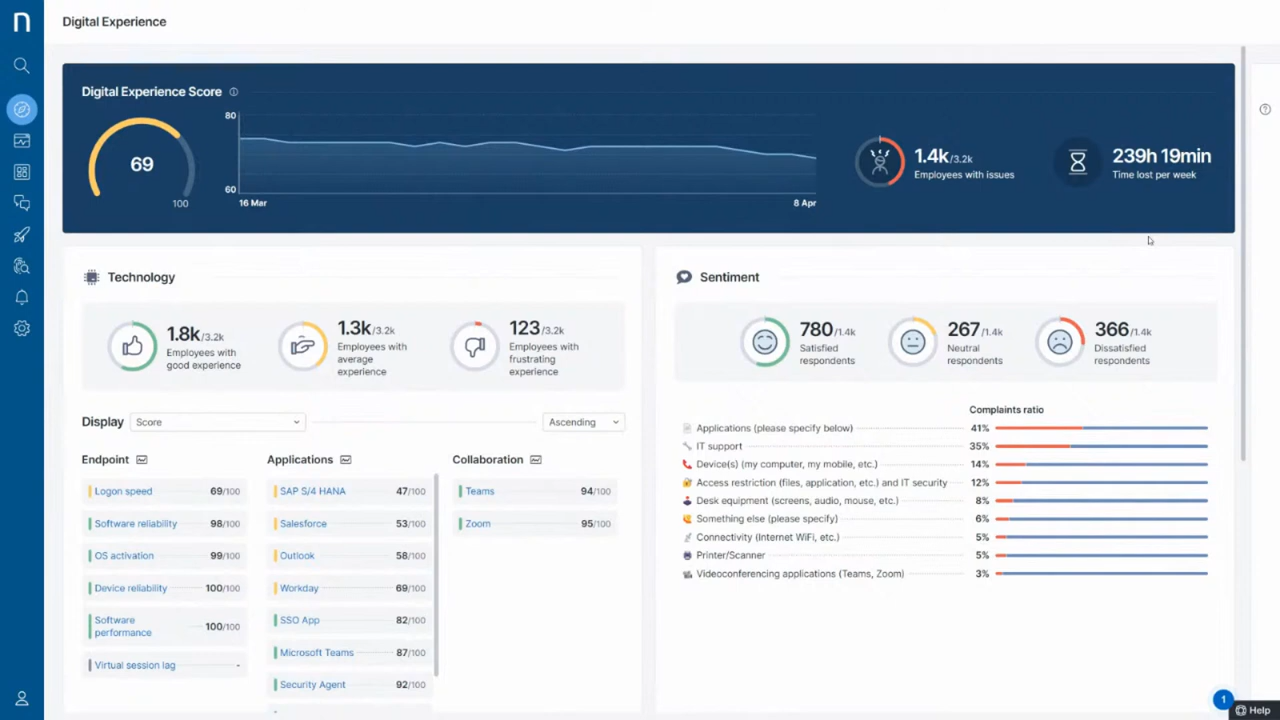 Digital Experience
Digital Experience Score
80
60
69
100
16 Mar
8 Apr
1.4k/3.2k
Employees with issues
239h 19min
Time lost per week
Technology
1.8k/3.2k
Employees with
good experience
1.3k/3.2k
Employees with
average
experience
123/3.2k
Employees with
frustrating
experience
Display
Score
Ascending
Endpoint
Logon speed 69/100
Software reliability 98/100
OS activation 99/100
Device reliability 100/100
Software
performance 100/100
Virtual session lag -
Applications
SAP S/4 HANA 47/100
Salesforce 53/100
Outlook 58/100
Workday 69/100
SSO App 82/100
Microsoft Teams 87/100
Security Agent 92/100
Collaboration
Teams 94/100
Zoom 95/100
Sentiment
780/1.4k
Satisfied
respondents
267/1.4k
Neutral
respondents
366/1.4k
Dissatisfied
respondents
Complaints ratio
Applications (please specify below) 41%
IT support 35%
Device(s) (my computer, my mobile, etc.) 14%
Access restriction (files, application, etc.) and IT security 12%
Desk equipment (screens, audio, mouse, etc.) 8%
Something else (please specify) 6%
Connectivity (Internet WiFi, etc.) 5%
Printer/Scanner 5%
Videoconferencing applications (Teams, Zoom) 3%
1
Help